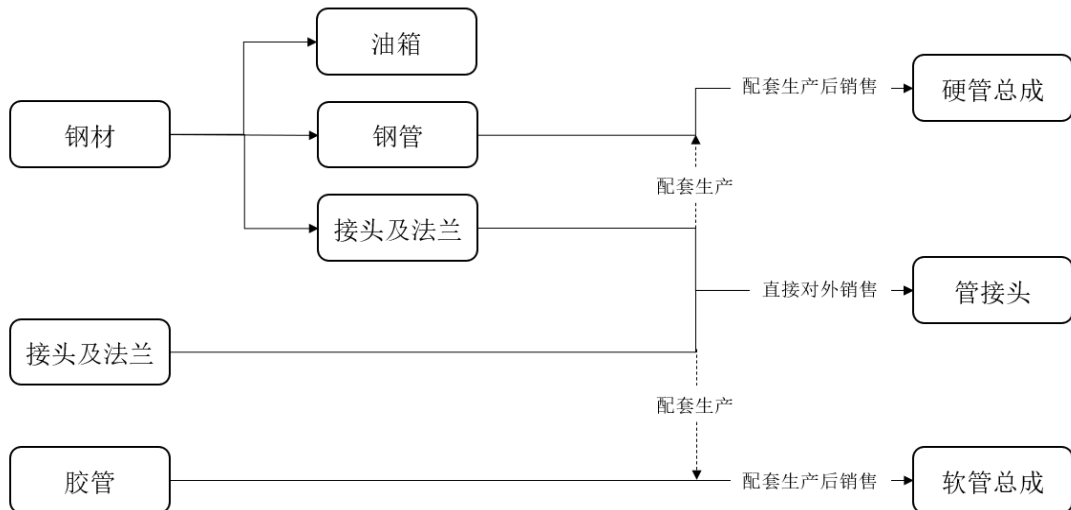 油箱
配套生产后销售
硬管总成
钢材
钢管
配套生产
接头及法兰
直接对外销售
管接头
接头及法兰
配套生产
胶管
配套生产后销售
软管总成